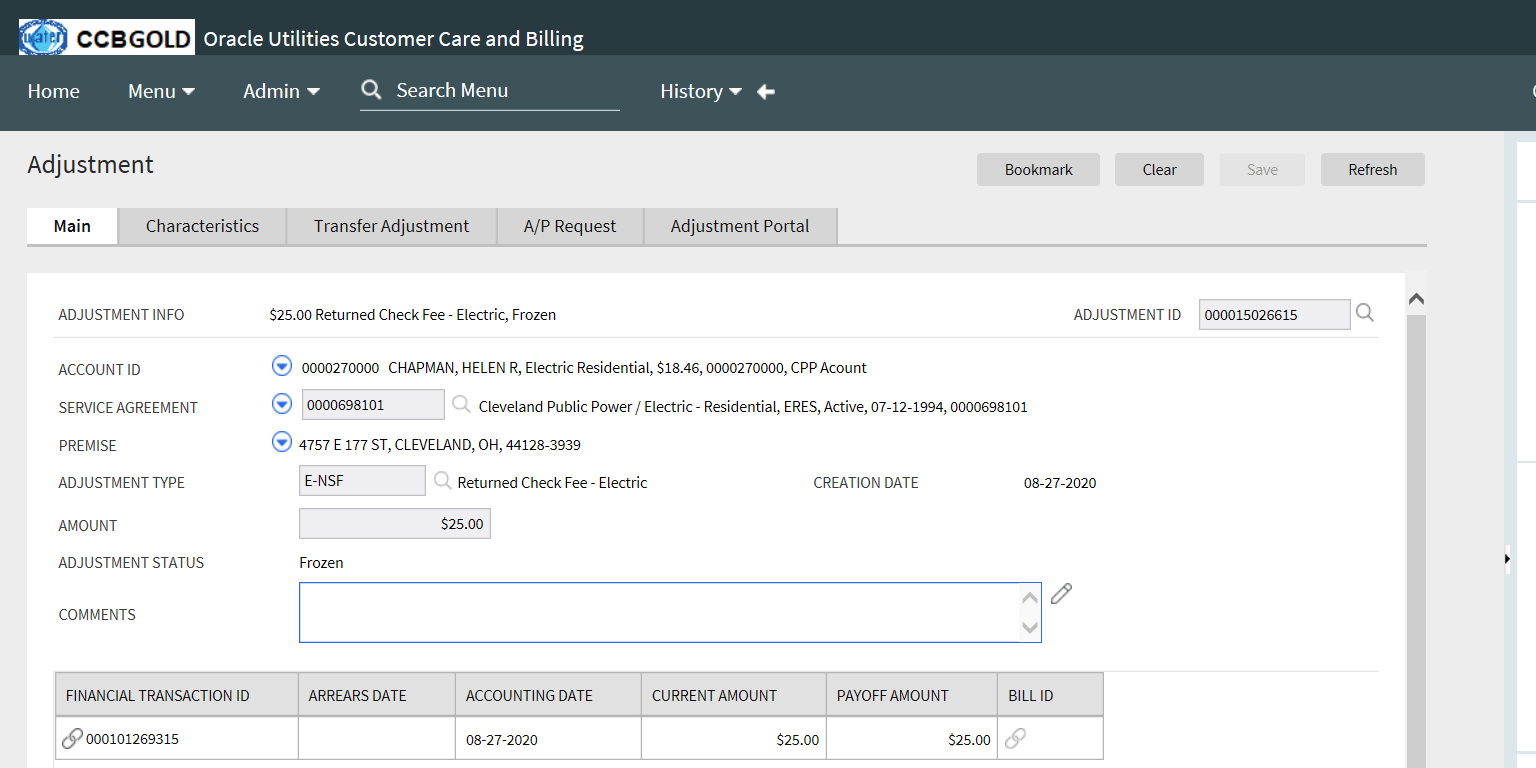 water CCBGOLD Oracle Utilities Customer Care and Billing
Home Menu Admin Search Menu History
Adjustment Bookmark Clear Save Refresh
Main Characteristics Transfer Adjustment A/P Request Adjustment Portal
ADJUSTMENT INFO $25.00 Returned Check Fee - Electric, Frozen ADJUSTMENT ID 000015026615
ACCOUNT ID 0000270000 CHAPMAN, HELEN R, Electric Residential, $18.46, 0000270000, CPP Acount
SERVICE AGREEMENT 0000698101 Cleveland Public Power / Electric - Residential, ERES, Active, 07-12-1994, 0000698101
PREMISE 4757 E 177 ST, CLEVELAND, OH, 44128-3939
ADJUSTMENT TYPE E-NSF Returned Check Fee - Electric CREATION DATE 08-27-2020
AMOUNT $25.00
ADJUSTMENT STATUS Frozen
COMMENTS
FINANCIAL TRANSACTION ID ARREARS DATE ACCOUNTING DATE CURRENT AMOUNT PAYOFF AMOUNT BILL ID
000101269315 08-27-2020 $25.00 $25.00